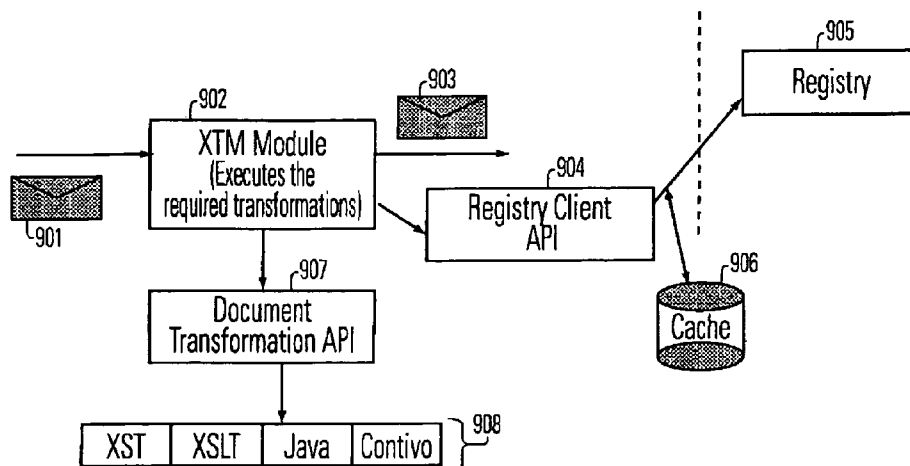 905
903
Registry
902
XTM Module
(Executes the
required transformations)
904
Registry Client
API
901
907
906
Document
Transformation API
Cache
XST XSLT Java Contivo
908